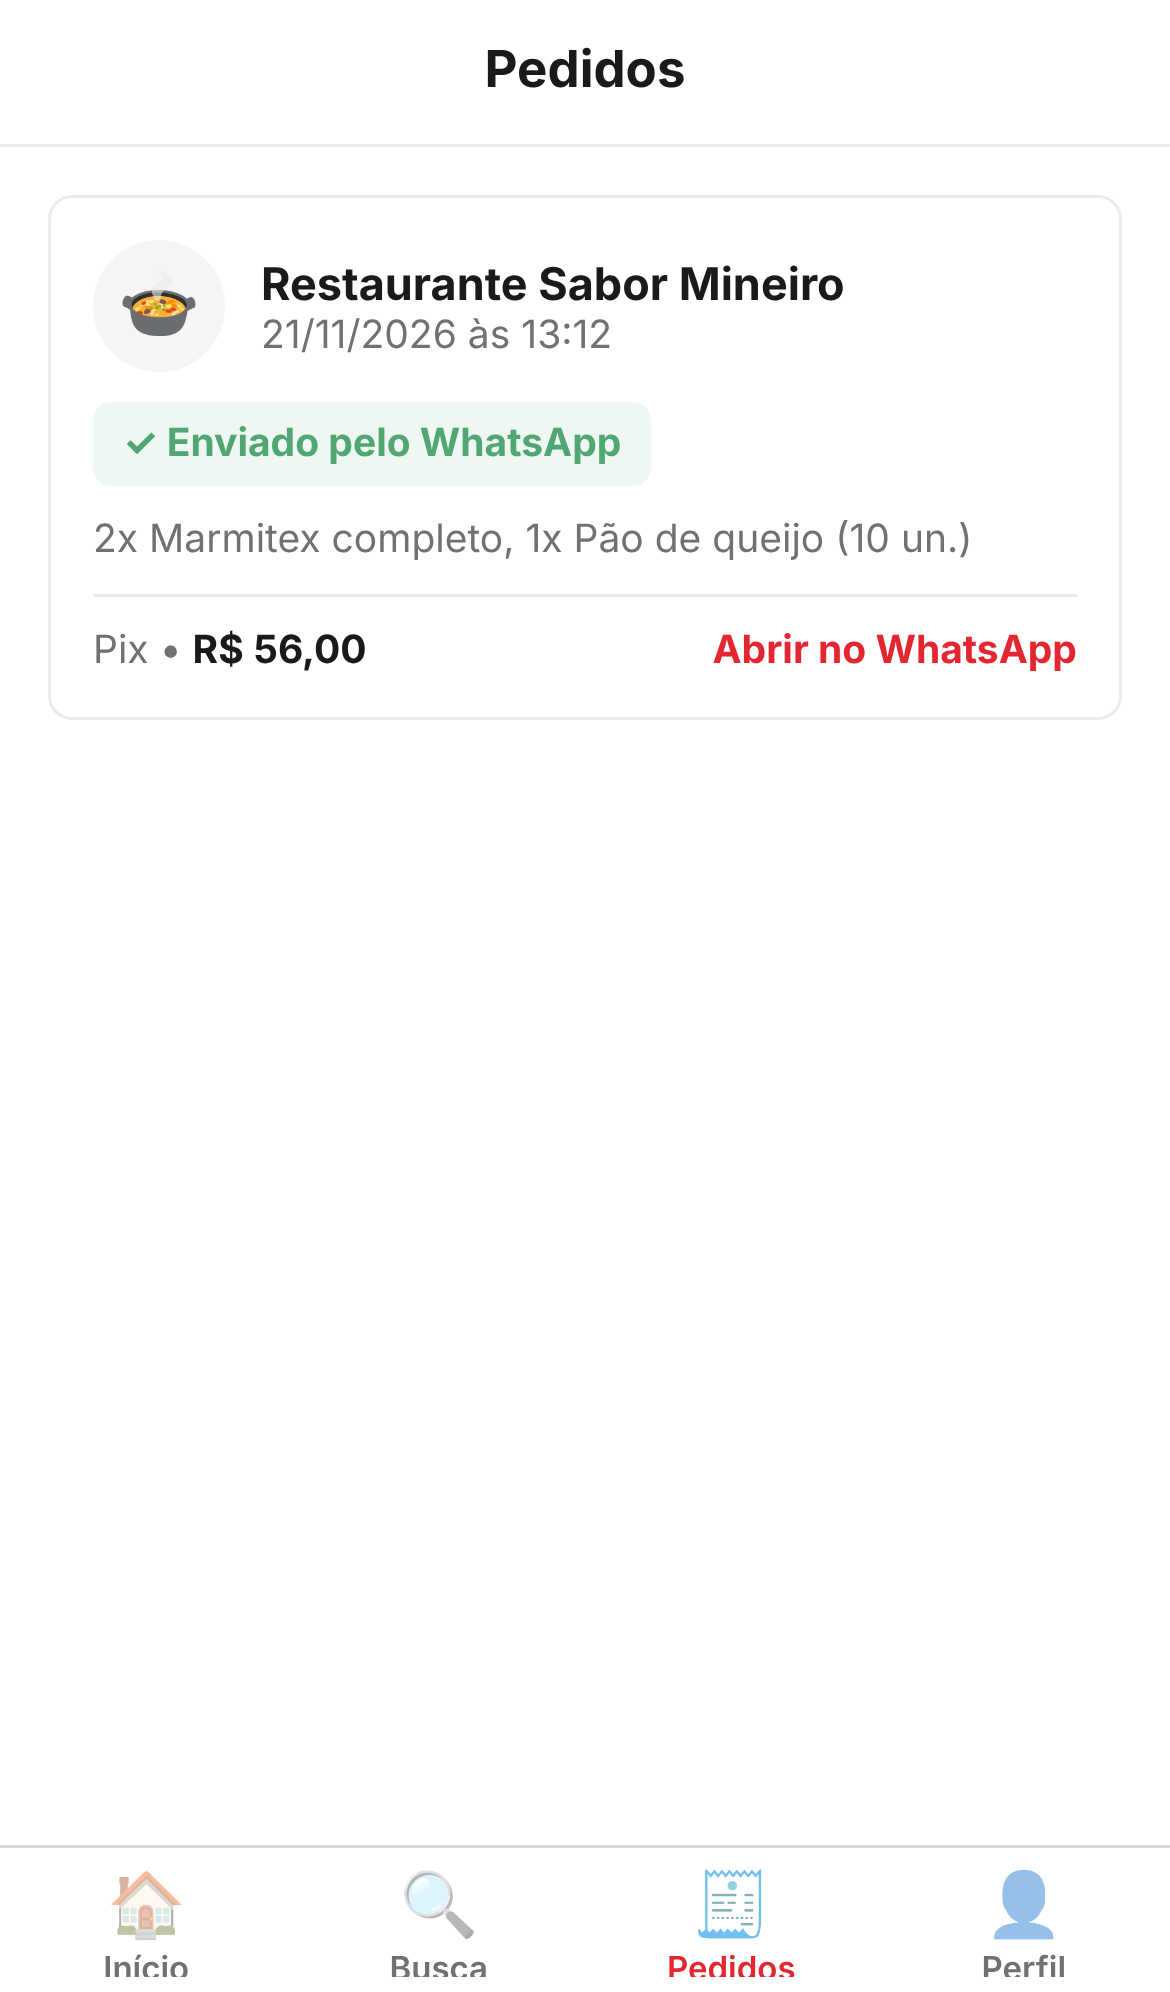 Pedidos
Restaurante Sabor Mineiro
21/11/2026 às 13:12
✓ Enviado pelo WhatsApp
2x Marmitex completo, 1x Pão de queijo (10 un.)
Pix • R$ 56,00 Abrir no WhatsApp
Início Busca Pedidos Perfil